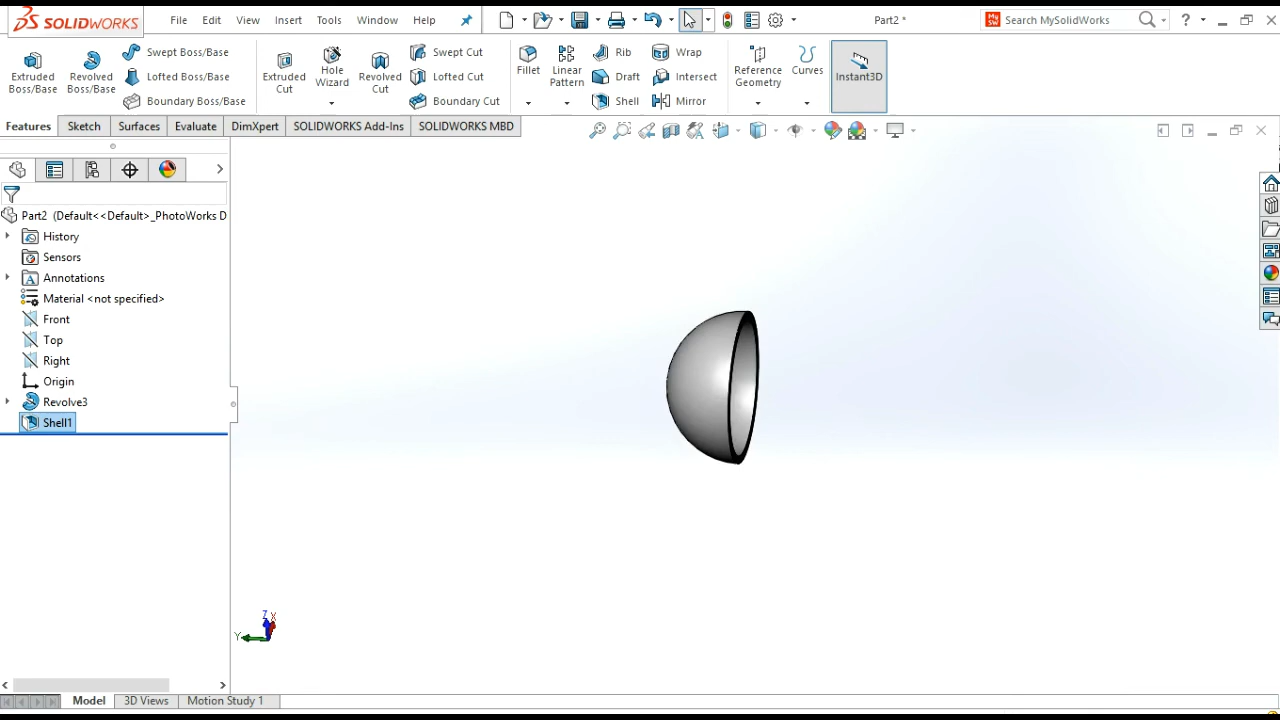 SOLIDWORKS File Edit View Insert Tools Window Help Part2 * Search MySolidWorks ?
Extruded Boss/Base
Revolved Boss/Base
Swept Boss/Base
Lofted Boss/Base
Boundary Boss/Base
Extruded Cut
Hole Wizard
Revolved Cut
Swept Cut
Lofted Cut
Boundary Cut
Fillet
Linear Pattern
Rib
Draft
Shell
Wrap
Intersect
Mirror
Reference Geometry
Curves
Instant3D
Features Sketch Surfaces Evaluate DimXpert SOLIDWORKS Add-Ins SOLIDWORKS MBD
Part2 (Default<<Default>_PhotoWorks D
History
Sensors
Annotations
Material <not specified>
Front
Top
Right
Origin
Revolve3
Shell1
Z X
Y
Model 3D Views Motion Study 1